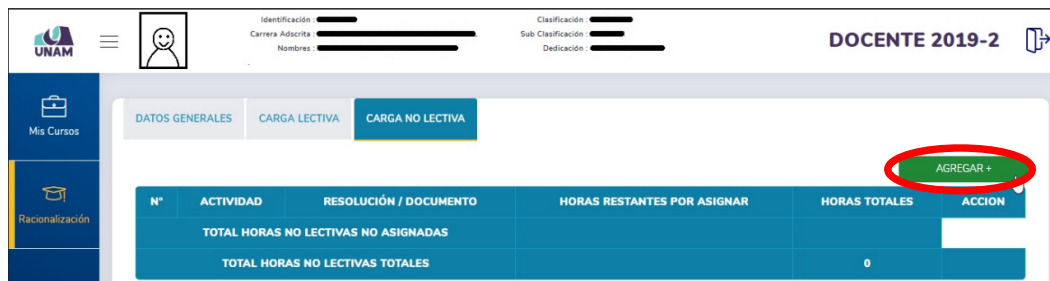 UNAM
Identificación :
Carrera Adscrita :
Nombres :
Clasificación :
Sub Clasificación :
Dedicación :
DOCENTE 2019-2
Mis Cursos
Racionalización
DATOS GENERALES CARGA LECTIVA CARGA NO LECTIVA
AGREGAR +
N° ACTIVIDAD RESOLUCIÓN / DOCUMENTO HORAS RESTANTES POR ASIGNAR HORAS TOTALES ACCION
TOTAL HORAS NO LECTIVAS NO ASIGNADAS
TOTAL HORAS NO LECTIVAS TOTALES 0